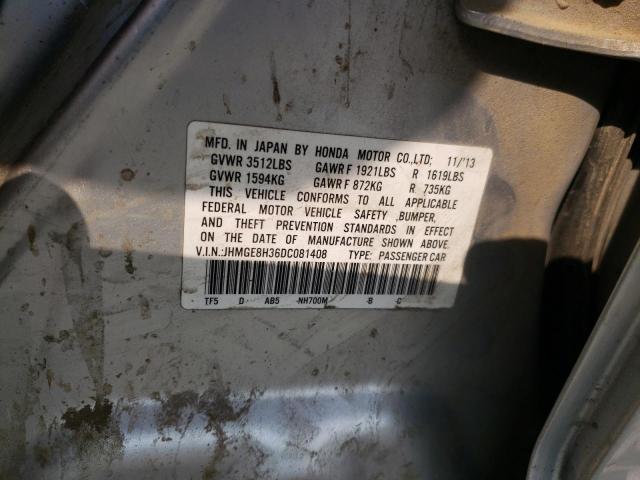 MFD. IN JAPAN BY HONDA MOTOR CO.,LTD; 11/'13
GVWR 3512LBS GAWR F 1921LBS R 1619LBS
GVWR 1594KG GAWR F 872KG R 735KG
THIS VEHICLE CONFORMS TO ALL APPLICABLE
FEDERAL MOTOR VEHICLE SAFETY ,BUMPER,
AND THEFT PREVENTION STANDARDS IN EFFECT
ON THE DATE OF MANUFACTURE SHOWN ABOVE.
V.I.N.:JHMGE8H36DC081408 TYPE: PASSENGER CAR
TF5 D AB5 -NH700M -B -C